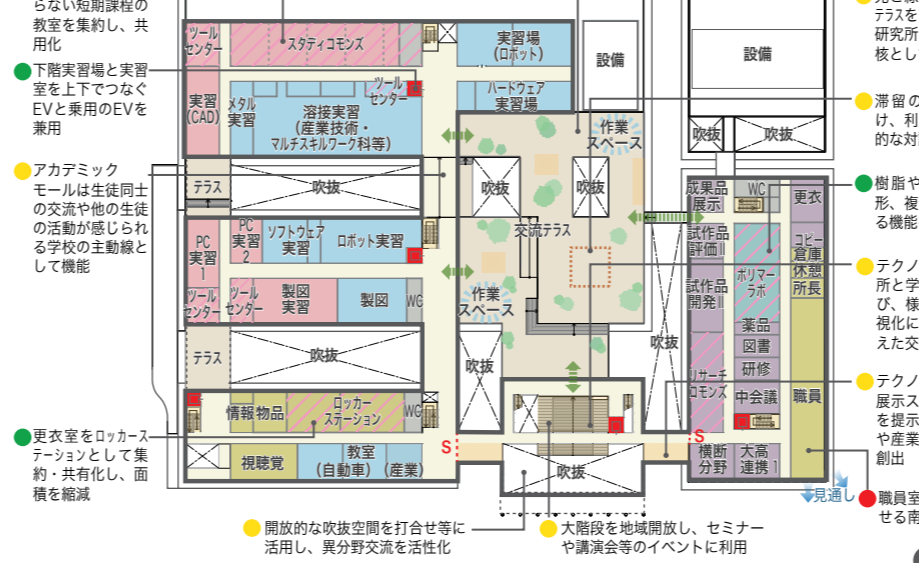 らない短期課程の
教室を集約し、共
用化
下階実習場と実習
室を上下でつなぐ
EVと乗用のEVを
兼用
アカデミック
モールは生徒同士
の交流や他の生徒
の活動が感じられ
る学校の主動線と
して機能
更衣室をロッカース
テーションとして集
約・共有化し、面
積を縮減
ツール
センター
スタディコモンズ
実習場
(ロボット)
設備
設備
実習
(CAD)
メタル
実習
溶接実習
(産業技術・
マルチスキルワーク科等)
ツール
センター
ハードウェア
実習場
作業
スペース
吹抜
吹抜
テラス
吹抜
吹抜
吹抜
交流テラス
PC
実習
1
PC
実習
2
ソフトウェア
実習
ロボット実習
ツール
センター
ツール
センター
製図
実習
製図
WC
作業
スペース
テラス
吹抜
吹抜
吹抜
情報
物品
ロッカー
ステーション
WC
視聴覚
教室
(自動車)
(産業)
S
吹抜
S
成果品
展示
WC
更衣
試作品
評価Ⅱ
コピー
倉庫
休憩
所長
ポリマー
ラボ
試作品
開発Ⅱ
薬品
図書
研修
リサーチ
コモンズ
中会議
職員
横断
分野
大高
連携1
見通し
テラスを
研究所
核とし
滞留の
け、利
的な対
樹脂や
形、複
る機能
テクノ
所と学
び、様
視化に
えた交
テクノ
展示ス
を提示
や産業
創出
職員室
せる南
開放的な吹抜空間を打合せ等に
活用し、異分野交流を活性化
大階段を地域開放し、セミナー
や講演会等のイベントに利用